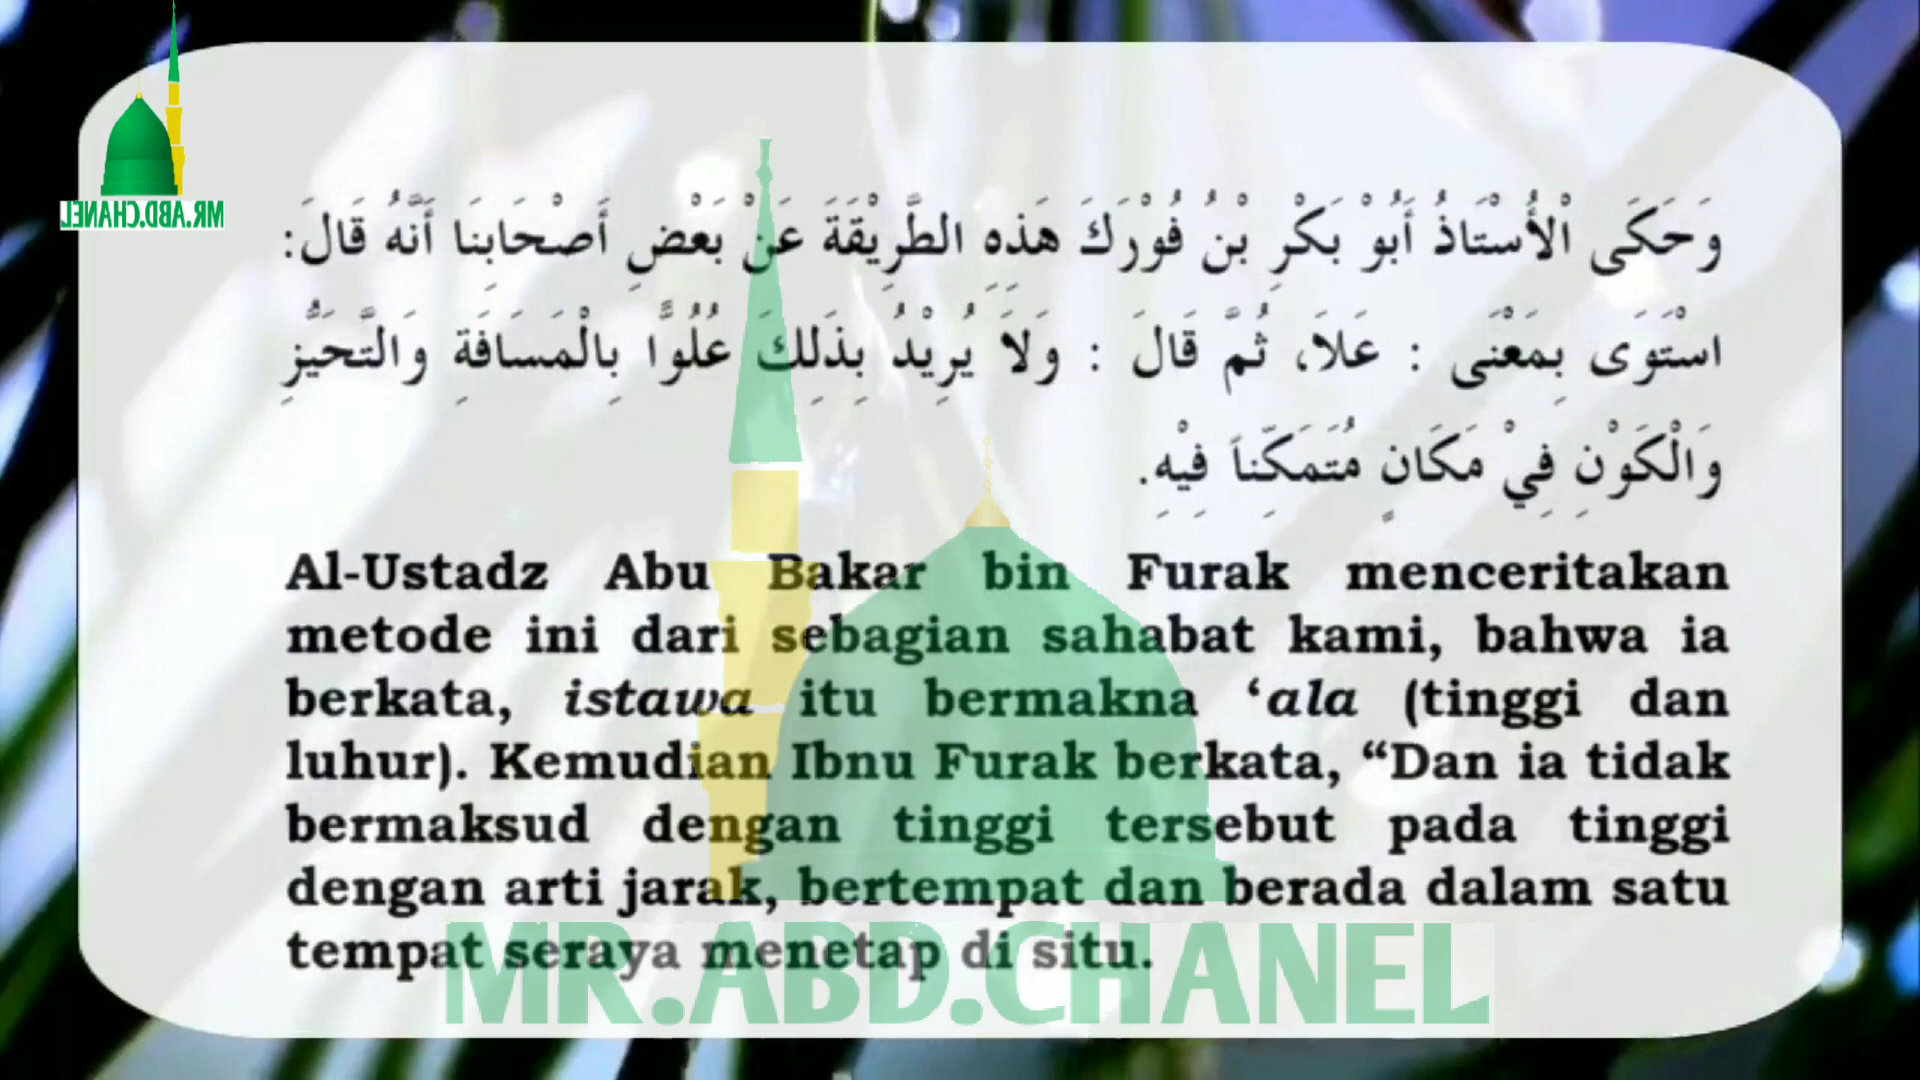 MR.ABD.CHANEL
وَحَكَى الْأُسْتَاذُ أَبُوْ بَكْرِ بْنُ فُوْرَكَ هَذِهِ الطَّرِيْقَةَ عَنْ بَعْضِ أَصْحَابِنَا أَنَّهُ قَالَ:
اسْتَوَى بِمَعْنَى : عَلاَ، ثُمَّ قَالَ : وَلاَ يُرِيْدُ بِذَلِكَ عُلُوًّا بِالْمَسَافَةِ وَالتَّحَيُّزِ
وَالْكَوْنِ فِيْ مَكَانٍ مُتَمَكِّناً فِيْهِ.
Al-Ustadz Abu Bakar bin Furak menceritakan
metode ini dari sebagian sahabat kami, bahwa ia
berkata, istawa itu bermakna ‘ala (tinggi dan
luhur). Kemudian Ibnu Furak berkata, “Dan ia tidak
bermaksud dengan tinggi tersebut pada tinggi
dengan arti jarak, bertempat dan berada dalam satu
tempat seraya menetap di situ.
MR.ABD.CHANEL